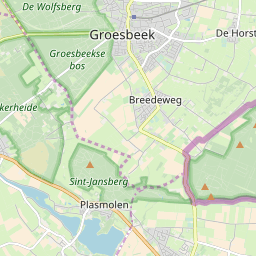 De Wolfsberg
Groesbeek
De Horst
Groesbeekse
bos
Breedeweg
kerheide
Sint-Jansberg
Plasmolen